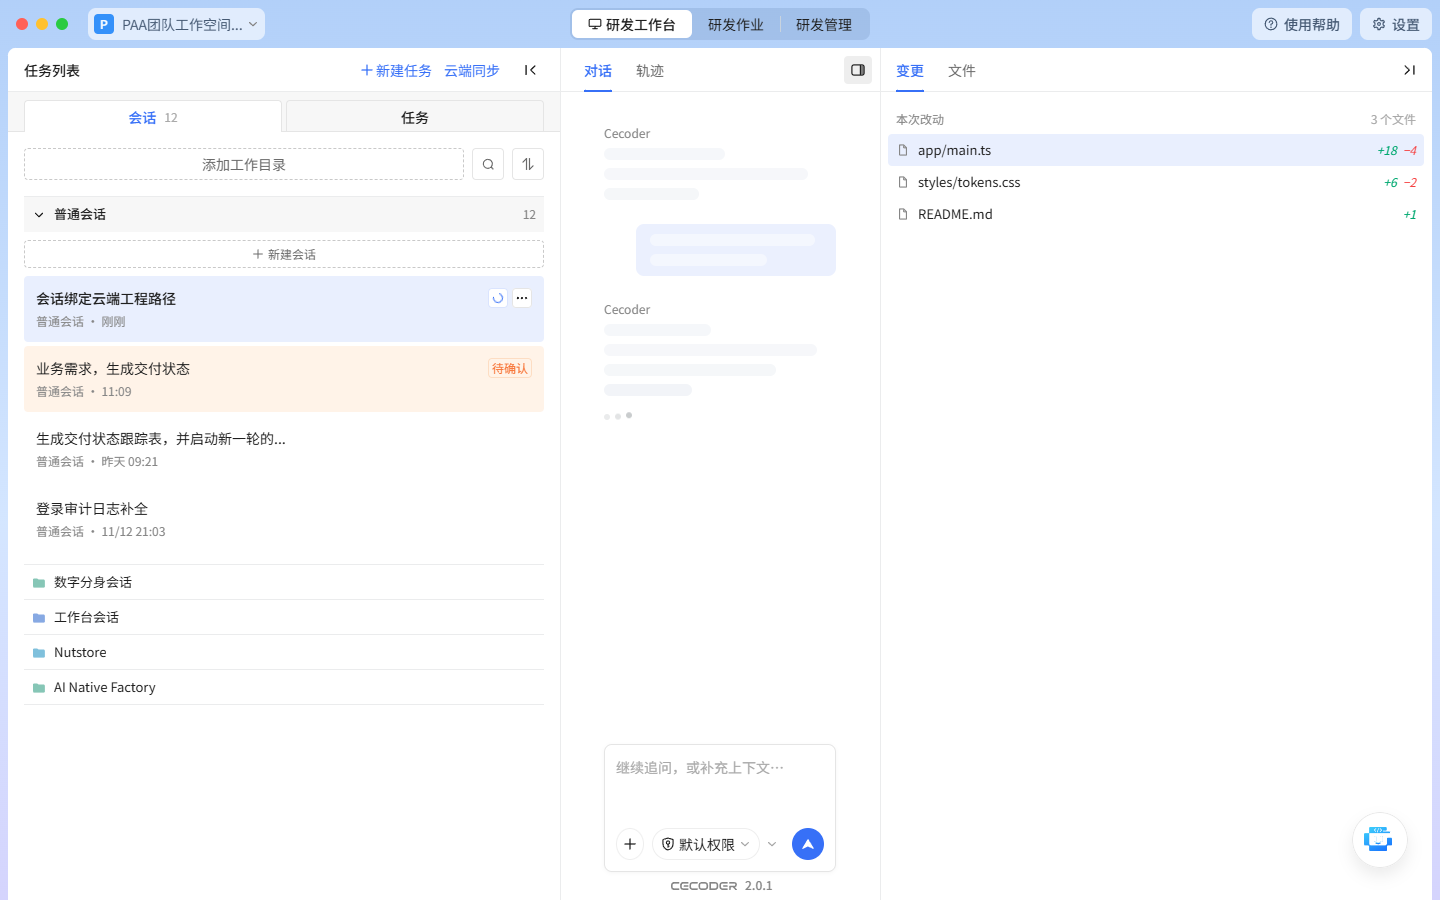 P PAA团队工作空间...
研发工作台 研发作业 研发管理
使用帮助 设置
任务列表 新建任务 云端同步
会话 12 任务
添加工作目录
普通会话 12
新建会话
会话绑定云端工程路径
普通会话 • 刚刚
业务需求，生成交付状态 待确认
普通会话 • 11:09
生成交付状态跟踪表，并启动新一轮的...
普通会话 • 昨天 09:21
登录审计日志补全
普通会话 • 11/12 21:03
数字分身会话
工作台会话
Nutstore
AI Native Factory
对话 轨迹
Cecoder
Cecoder
继续追问，或补充上下文…
默认权限
CECODER 2.0.1
变更 文件
本次改动 3 个文件
app/main.ts +18 −4
styles/tokens.css +6 −2
README.md +1